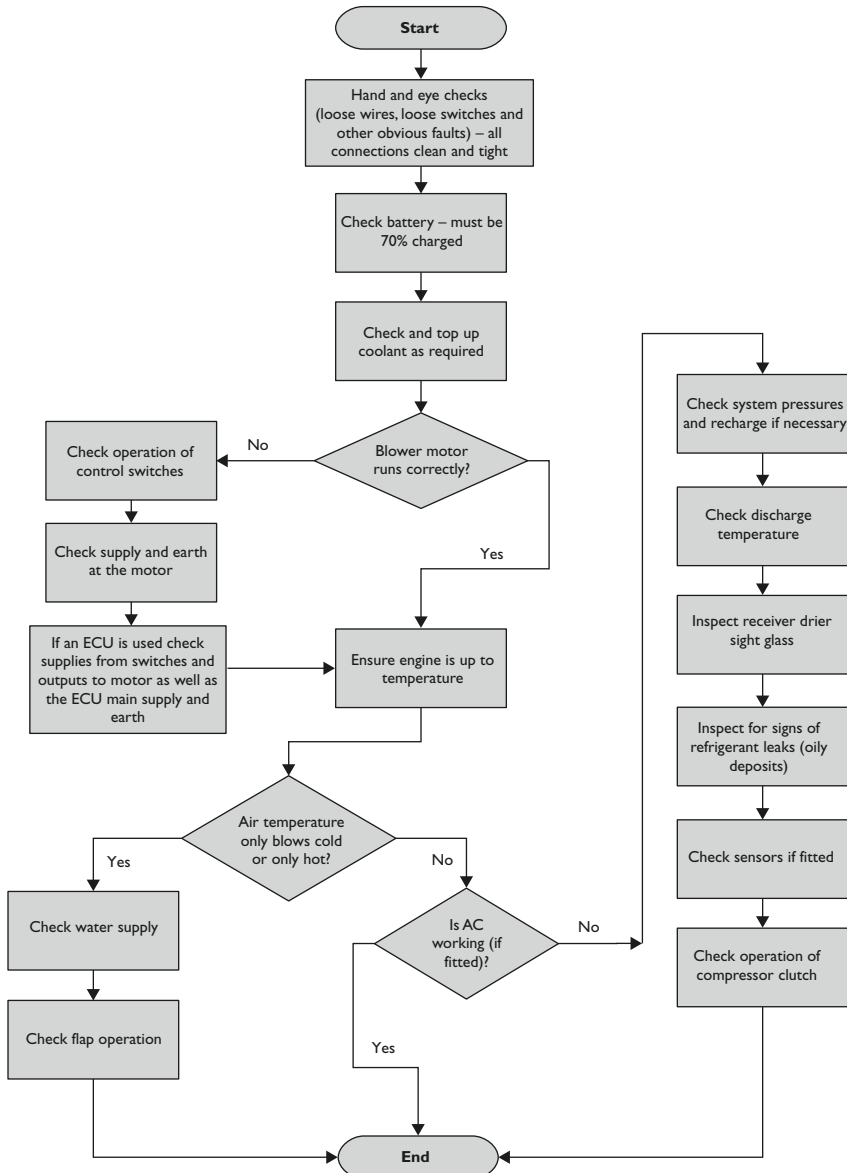 Start
Hand and eye checks
(loose wires, loose switches and
other obvious faults) – all
connections clean and tight
Check battery – must be
70% charged
Check and top up
coolant as required
Blower motor
runs correctly?
No
Check operation of
control switches
Check supply and earth
at the motor
If an ECU is used check
supplies from switches and
outputs to motor as well as
the ECU main supply and
earth
Yes
Ensure engine is up to
temperature
Air temperature
only blows cold
or only hot?
Yes
Check water supply
Check flap operation
No
Is AC
working (if
fitted)?
Yes
No
Check system pressures
and recharge if necessary
Check discharge
temperature
Inspect receiver drier
sight glass
Inspect for signs of
refrigerant leaks (oily
deposits)
Check sensors if fitted
Check operation of
compressor clutch
End